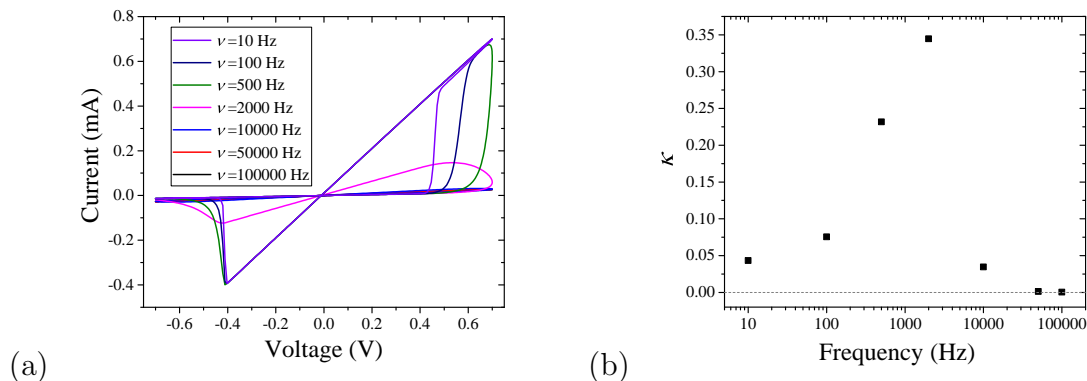 0.8
0.6
0.4
0.2
0.0
-0.2
-0.4
Current (mA)
ν=10 Hz
ν=100 Hz
ν=500 Hz
ν=2000 Hz
ν=10000 Hz
ν=50000 Hz
ν=100000 Hz
-0.6 -0.4 -0.2 0.0 0.2 0.4 0.6
Voltage (V)
(a)
0.35
0.30
0.25
0.20
0.15
0.10
0.05
0.00
κ
10 100 1000 10000 100000
Frequency (Hz)
(b)